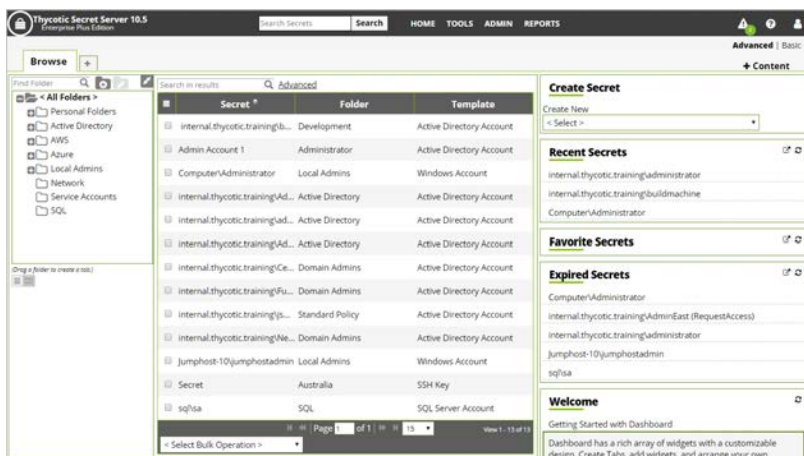 Thycotic Secret Server 10.5
Enterprise Plus Edition
Search Secrets
Search
HOME TOOLS ADMIN REPORTS
Advanced | Basic
Browse +
+ Content
Find Folder
< All Folders >
Personal Folders
Active Directory
AWS
Azure
Local Admins
Network
Service Accounts
SQL
Drag a folder to create a tab.)
Search in results Advanced
Secret Folder Template
internal.thycotic.training\b... Development Active Directory Account
Admin Account 1 Administrator Active Directory Account
Computer\Administrator Local Admins Windows Account
internal.thycotic.training\Ad... Active Directory Active Directory Account
internal.thycotic.training\ad... Active Directory Active Directory Account
internal.thycotic.training\Ad... Active Directory Active Directory Account
internal.thycotic.training\Ce... Domain Admins Active Directory Account
internal.thycotic.training\Fu... Domain Admins Active Directory Account
internal.thycotic.training\js... Standard Policy Active Directory Account
internal.thycotic.training\Ne... Domain Admins Active Directory Account
Jumphost-10\jumphostadmin Local Admins Windows Account
Secret Australia SSH Key
sql\sa SQL SQL Server Account
Page 1 of 1 15 View 1 - 13 of 13
< Select Bulk Operation >
Create Secret
Create New
< Select >
Recent Secrets
internal.thycotic.training\administrator
internal.thycotic.training\buildmachine
Computer\Administrator
Favorite Secrets
Expired Secrets
Computer\Administrator
internal.thycotic.training\AdminEast (RequestAccess)
internal.thycotic.training\administrator
Jumphost-10\jumphostadmin
sql\sa
Welcome
Getting Started with Dashboard
Dashboard has a rich array of widgets with a customizable
design. Create Tabs, add widgets, and arrange your own